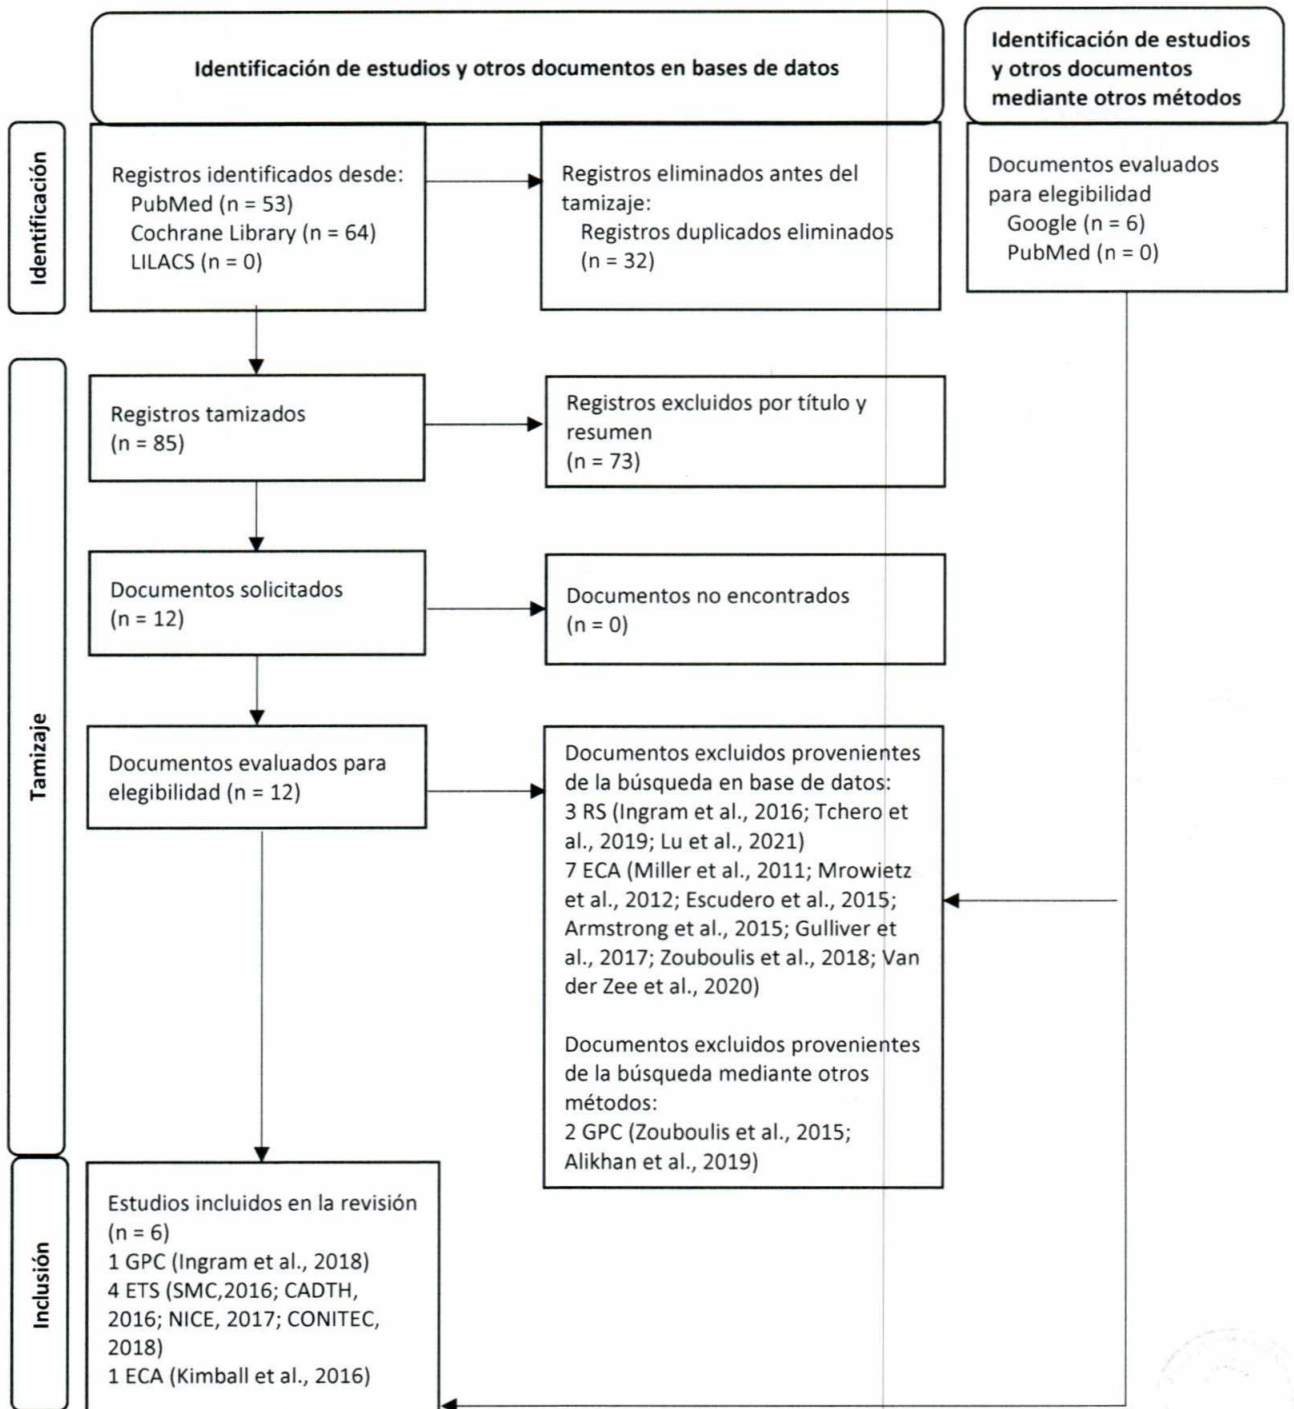 Identificación de estudios y otros documentos en bases de datos
Identificación de estudios
y otros documentos
mediante otros métodos
Identificación
Registros identificados desde:
PubMed (n = 53)
Cochrane Library (n = 64)
LILACS (n = 0)
Registros eliminados antes del
tamizaje:
Registros duplicados eliminados
(n = 32)
Documentos evaluados
para elegibilidad
Google (n = 6)
PubMed (n = 0)
Tamizaje
Registros tamizados
(n = 85)
Registros excluidos por título y
resumen
(n = 73)
Documentos solicitados
(n = 12)
Documentos no encontrados
(n = 0)
Documentos evaluados para
elegibilidad (n = 12)
Documentos excluidos provenientes
de la búsqueda en base de datos:
3 RS (Ingram et al., 2016; Tchero et
al., 2019; Lu et al., 2021)
7 ECA (Miller et al., 2011; Mrowietz
et al., 2012; Escudero et al., 2015;
Armstrong et al., 2015; Gulliver et
al., 2017; Zouboulis et al., 2018; Van
der Zee et al., 2020)
Documentos excluidos provenientes
de la búsqueda mediante otros
métodos:
2 GPC (Zouboulis et al., 2015;
Alikhan et al., 2019)
Inclusión
Estudios incluidos en la revisión
(n = 6)
1 GPC (Ingram et al., 2018)
4 ETS (SMC,2016; CADTH,
2016; NICE, 2017; CONITEC,
2018)
1 ECA (Kimball et al., 2016)